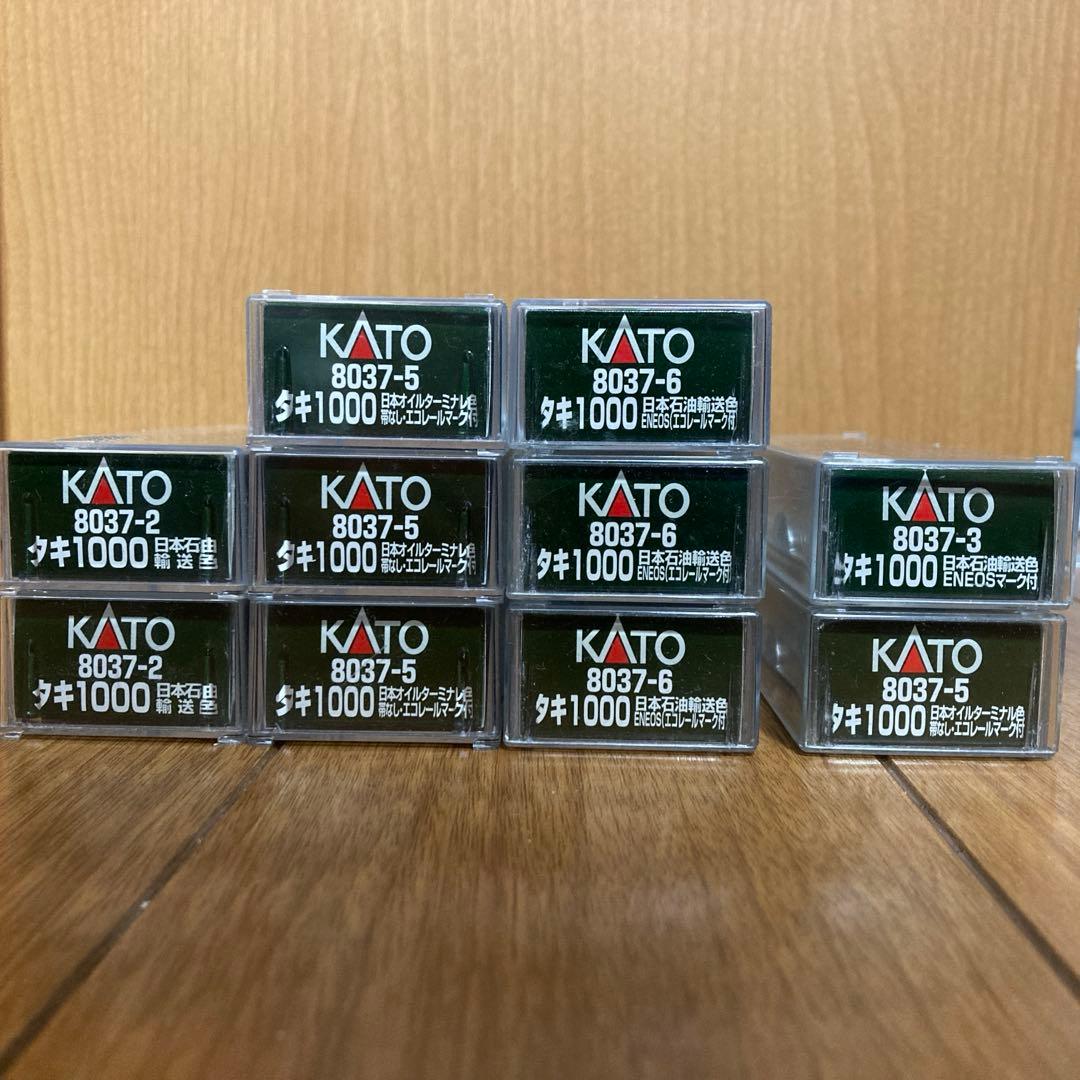 KATO
8037-5
タキ1000 日本オイルターミナル色
帯なし・エコレールマーク付
KATO
8037-6
タキ1000 日本石油輸送色
ENEOS(エコレールマーク付)
KATO
8037-2
タキ1000 日本石油
輸送色
KATO
8037-5
タキ1000 日本オイルターミナル色
帯なし・エコレールマーク付
KATO
8037-6
タキ1000 日本石油輸送色
ENEOS(エコレールマーク付)
KATO
8037-3
タキ1000 日本石油輸送色
ENEOSマーク付
KATO
8037-2
タキ1000 日本石油
輸送色
KATO
8037-5
タキ1000 日本オイルターミナル色
帯なし・エコレールマーク付
KATO
8037-6
タキ1000 日本石油輸送色
ENEOS(エコレールマーク付)
KATO
8037-5
タキ1000 日本オイルターミナル色
帯なし・エコレールマーク付